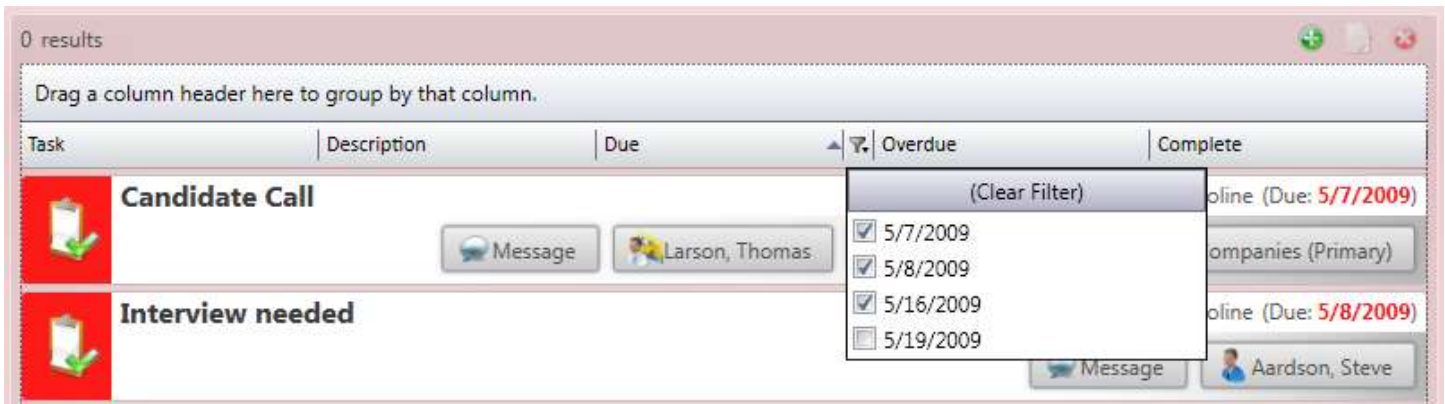 0 results
Drag a column header here to group by that column.
Task Description Due Overdue Complete
Candidate Call
(Clear Filter)
oline (Due: 5/7/2009)
5/7/2009
Message Larson, Thomas
ompanies (Primary)
5/8/2009
5/16/2009
Interview needed
oline (Due: 5/8/2009)
5/19/2009
Message Aardson, Steve